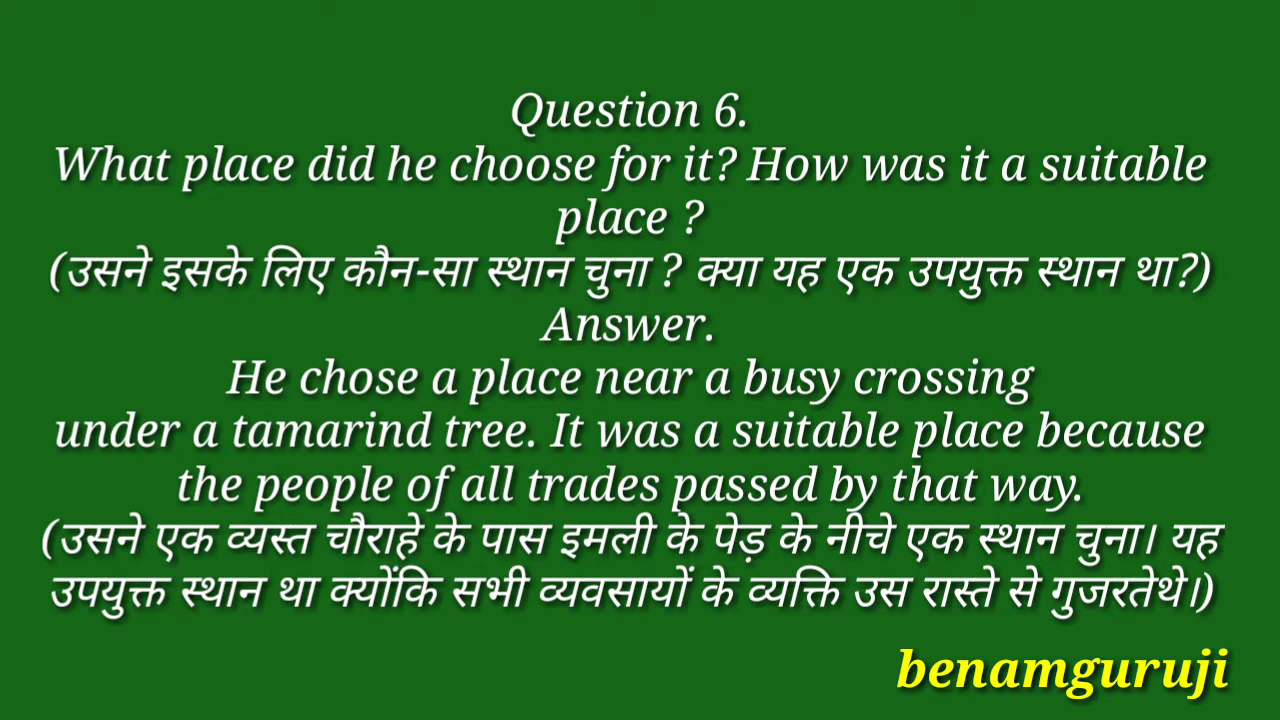 Question 6.
What place did he choose for it? How was it a suitable
place ?
(उसने इसके लिए कौन-सा स्थान चुना ? क्या यह एक उपयुक्त स्थान था?)
Answer.
He chose a place near a busy crossing
under a tamarind tree. It was a suitable place because
the people of all trades passed by that way.
(उसने एक व्यस्त चौराहे के पास इमली के पेड़ के नीचे एक स्थान चुना। यह
उपयुक्त स्थान था क्योंकि सभी व्यवसायों के व्यक्ति उस रास्ते से गुजरतेथे।)
benamguruji